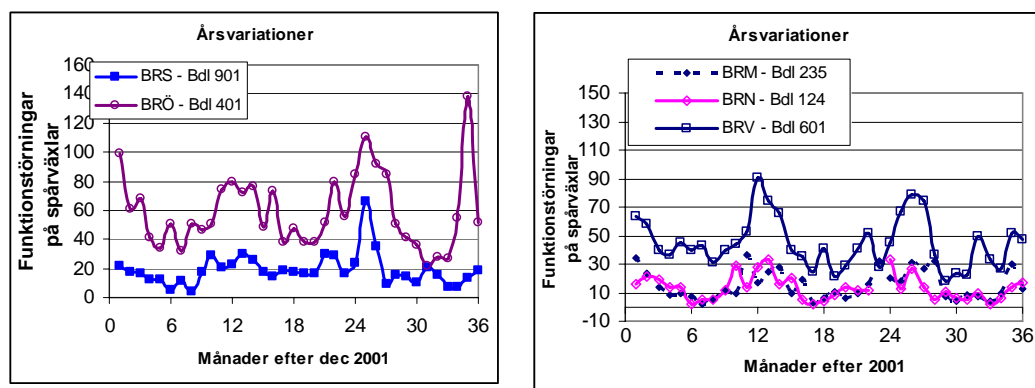 Årsvariationer
Funktionstörningar
på spårväxlar
160
140
120
100
80
60
40
20
0
BRS - Bdl 901
BRÖ - Bdl 401
0 6 12 18 24 30 36
Månader efter dec 2001
Årsvariationer
Funktionstörningar
på spårväxlar
150
130
110
90
70
50
30
10
-10
BRM - Bdl 235
BRN - Bdl 124
BRV - Bdl 601
0 6 12 18 24 30 36
Månader efter 2001